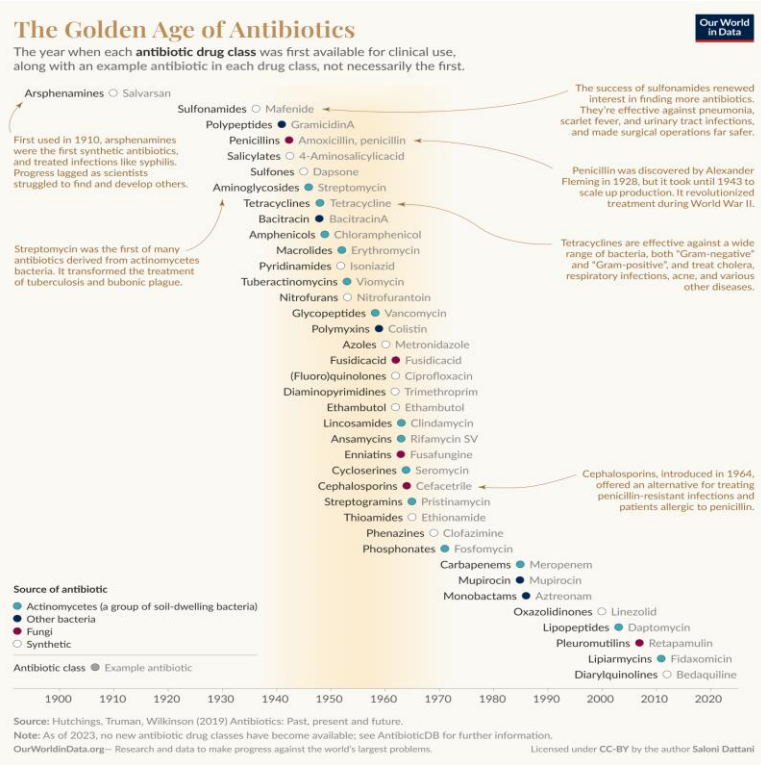 The Golden Age of Antibiotics
Our World
in Data
The year when each antibiotic drug class was first available for clinical use,
along with an example antibiotic in each drug class, not necessarily the first.
Arsphenamines Salvarsan
Sulfonamides Mafenide
Polypeptides GramicidinA
Penicillins Amoxicillin, penicillin
Salicylates 4-Aminosalicylicacid
Sulfones Dapsone
Aminoglycosides Streptomycin
Tetracyclines Tetracycline
Bacitracin BacitracinA
Amphenicols Chloramphenicol
Macrolides Erythromycin
Pyridinamides Isoniazid
Tuberactinomycins Viomycin
Nitrofurans Nitrofurantoin
Glycopeptides Vancomycin
Polymyxins Colistin
Azoles Metronidazole
Fusidicacid Fusidicacid
(Fluoro)quinolones Ciprofloxacin
Diaminopyrimidines Trimethroprim
Ethambutol Ethambutol
Lincosamides Clindamycin
Ansamycins Rifamycin SV
Enniatins Fusafungine
Cycloserines Seromycin
Cephalosporins Cefacetrile
Streptogramins Pristinamycin
Thioamides Ethionamide
Phenazines Clofazimine
Phosphonates Fosfomycin
Carbapenems Meropenem
Mupirocin Mupirocin
Monobactams Aztreonam
Oxazolidinones Linezolid
Lipopeptides Daptomycin
Pleuromutilins Retapamulin
Lipiarmycins Fidaxomicin
Diarylquinolines Bedaquiline
First used in 1910, arsphenamines
were the first synthetic antibiotics,
and treated infections like syphilis.
Progress lagged as scientists
struggled to find and develop others.
Streptomycin was the first of many
antibiotics derived from actinomycetes
bacteria. It transformed the treatment
of tuberculosis and bubonic plague.
The success of sulfonamides renewed
interest in finding more antibiotics.
They're effective against pneumonia,
scarlet fever, and urinary tract infections,
and made surgical operations far safer.
Penicillin was discovered by Alexander
Fleming in 1928, but it took until 1943 to
scale up production. It revolutionized
treatment during World War II.
Tetracyclines are effective against a wide
range of bacteria, both "Gram-negative"
and "Gram-positive", and treat cholera,
respiratory infections, acne, and various
other diseases.
Cephalosporins, introduced in 1964,
offered an alternative for treating
penicillin-resistant infections and
patients allergic to penicillin.
Source of antibiotic
Actinomycetes (a group of soil-dwelling bacteria)
Other bacteria
Fungi
Synthetic
Antibiotic class Example antibiotic
1900 1910 1920 1930 1940 1950 1960 1970 1980 1990 2000 2010 2020
Source: Hutchings, Truman, Wilkinson (2019) Antibiotics: Past, present and future.
Note: As of 2023, no new antibiotic drug classes have become available; see AntibioticDB for further information.
OurWorldinData.org— Research and data to make progress against the world's largest problems.
Licensed under CC-BY by the author Saloni Dattani